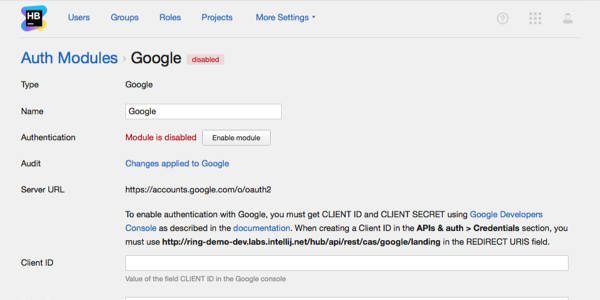 HB
Users Groups Roles Projects More Settings
Auth Modules › Google disabled
Type Google
Name Google
Authentication Module is disabled Enable module
Audit Changes applied to Google
Server URL https://accounts.google.com/o/oauth2
To enable authentication with Google, you must get CLIENT ID and CLIENT SECRET using Google Developers
Console as described in the documentation. When creating a Client ID in the APIs & auth > Credentials section, you
must use http://ring-demo-dev.labs.intellij.net/hub/api/rest/cas/google/landing in the REDIRECT URIS field.
Client ID
Value of the field CLIENT ID in the Google console